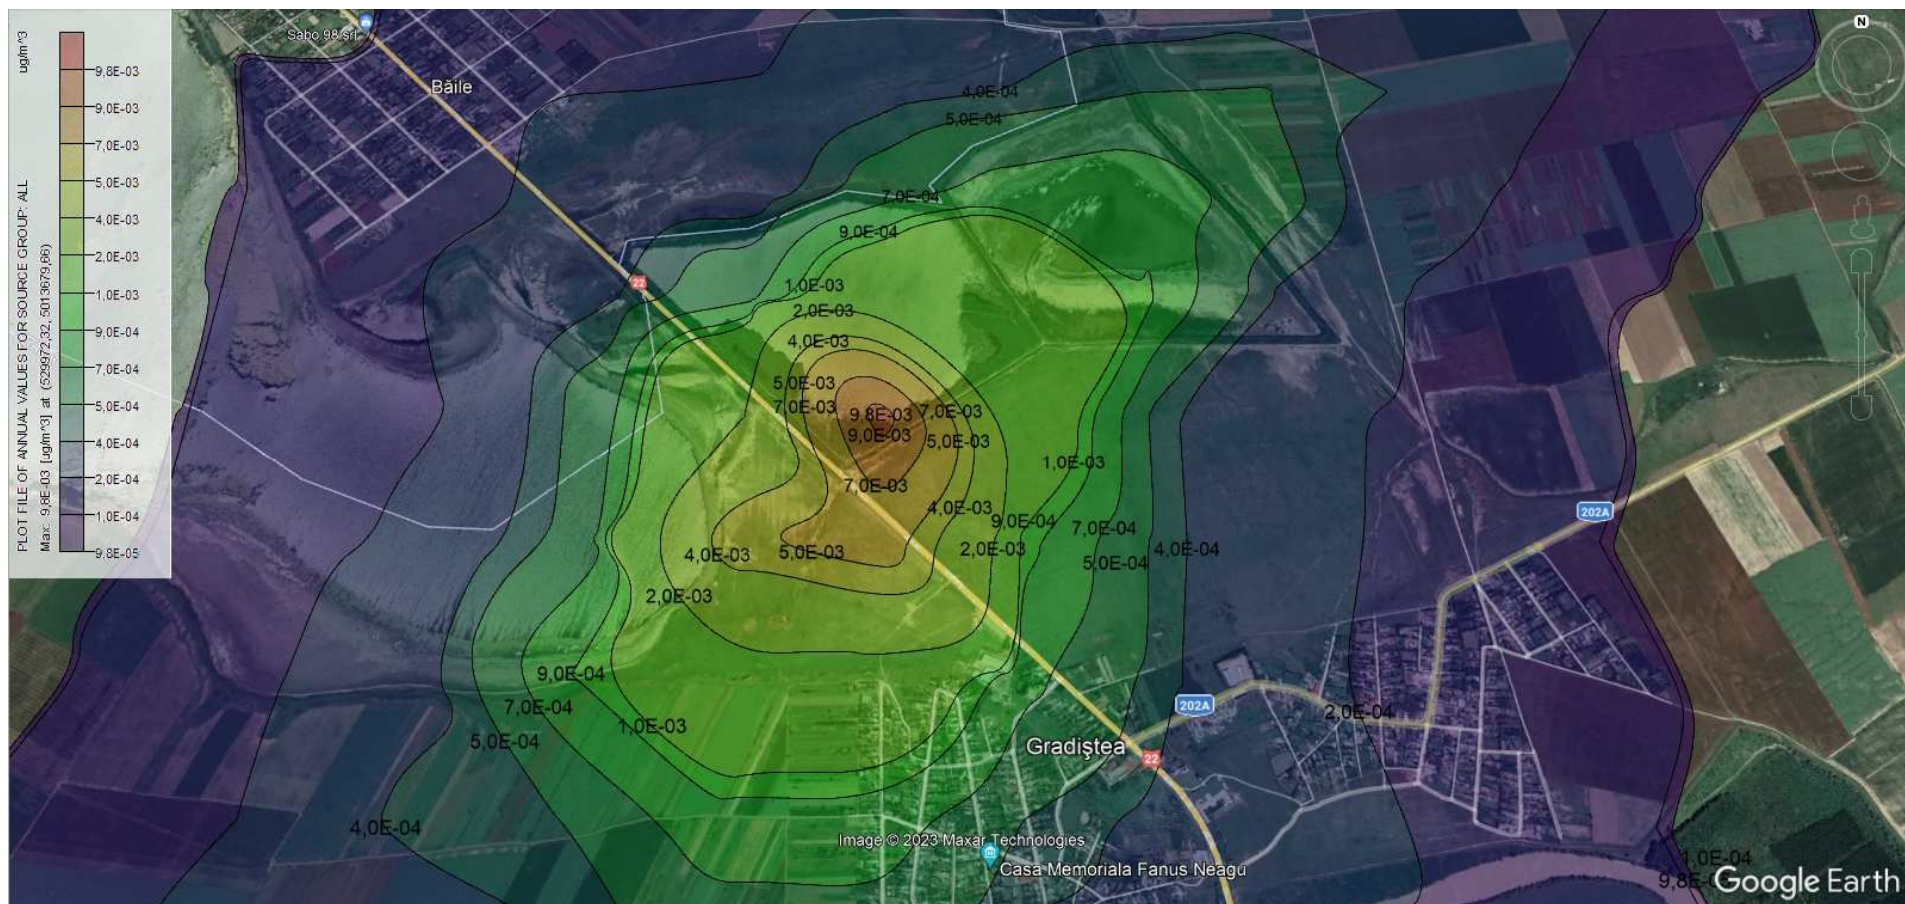 PLOT FILE OF ANNUAL VALUES FOR SOURCE GROUP: ALL
ug/m^3
Max: 9,8E-03 [ug/m^3] at (529972,32, 5013679,66)
9,8E-03
9,0E-03
7,0E-03
5,0E-03
4,0E-03
2,0E-03
1,0E-03
9,0E-04
7,0E-04
5,0E-04
4,0E-04
2,0E-04
1,0E-04
9,8E-05
Sabo 98 srl
Băile
N
4,0E-04
5,0E-04
7,0E-04
9,0E-04
22
1,0E-03
2,0E-03
4,0E-03
5,0E-03
7,0E-03
9,8E-03
7,0E-03
9,0E-03
5,0E-03
1,0E-03
7,0E-03
4,0E-03
9,0E-04
7,0E-04
202A
4,0E-03
5,0E-03
2,0E-03
5,0E-04
4,0E-04
2,0E-03
9,0E-04
7,0E-04
1,0E-03
202A
2,0E-04
5,0E-04
Gradiştea
22
4,0E-04
Image © 2023 Maxar Technologies
Casa Memoriala Fanus Neagu
1,0E-04
Google Earth